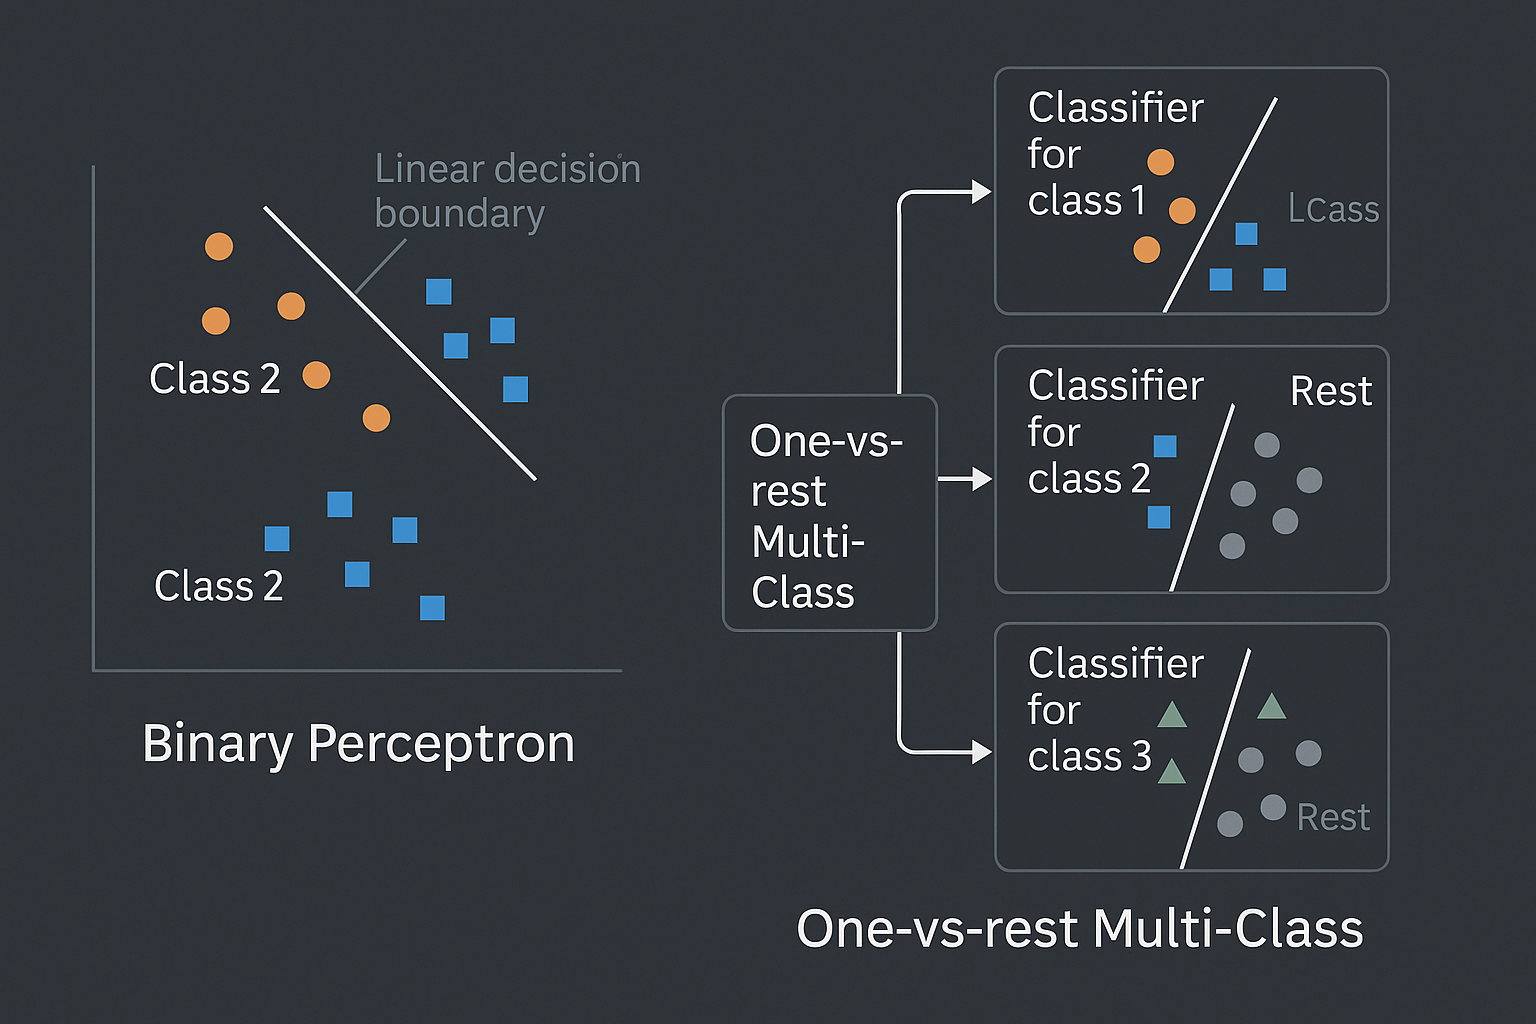 Linear decision
boundary
Class 2
Class 2
Binary Perceptron
One-vs-
rest
Multi-
Class
Classifier
for
class 1
Lcass
Classifier
for
class 2
Rest
Classifier
for
class 3
Rest
One-vs-rest Multi-Class